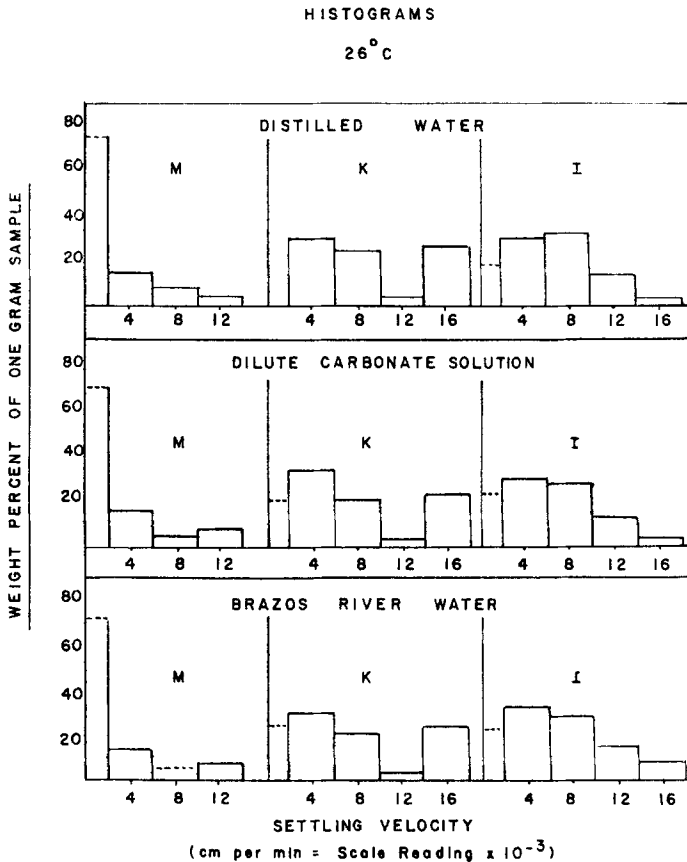 HISTOGRAMS
26°C
WEIGHT PERCENT OF ONE GRAM SAMPLE
DISTILLED WATER
80
60
40
20
M
K
I
4 8 12 4 8 12 16 4 8 12 16
DILUTE CARBONATE SOLUTION
80
60
40
20
M
K
I
4 8 12 4 8 12 16 4 8 12 16
BRAZOS RIVER WATER
80
60
40
20
M
K
I
4 8 12 4 8 12 16 4 8 12 16
SETTLING VELOCITY
(cm per min = Scale Reading x 10⁻³)